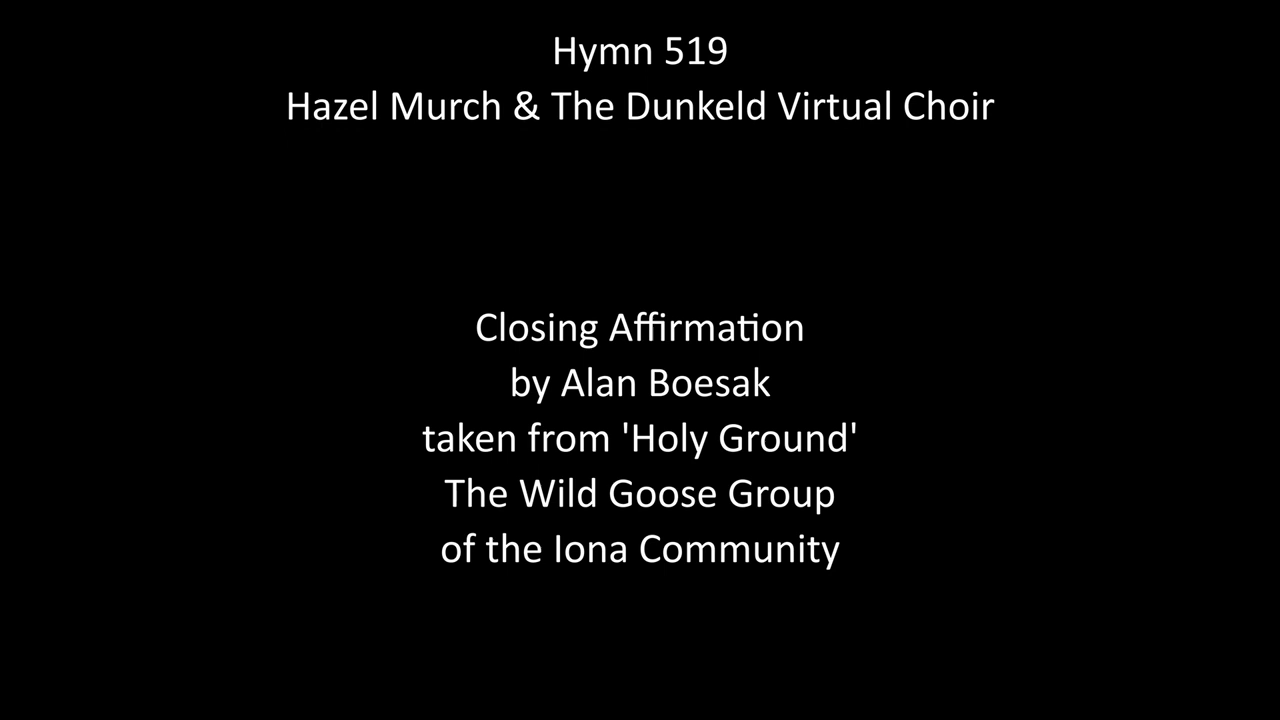 Hymn 519
Hazel Murch & The Dunkeld Virtual Choir
Closing Affirmation
by Alan Boesak
taken from 'Holy Ground'
The Wild Goose Group
of the Iona Community